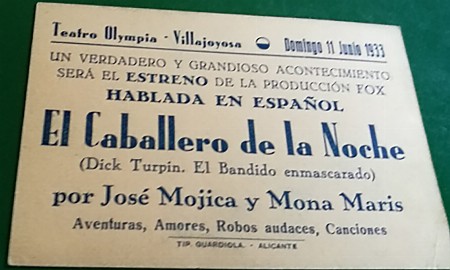 Teatro Olympia - Villajoyosa Domingo 11 Junio 1933
UN VERDADERO Y GRANDIOSO ACONTECIMIENTO
SERÁ EL ESTRENO DE LA PRODUCCIÓN FOX
HABLADA EN ESPAÑOL
El Caballero de la Noche
(Dick Turpin. El Bandido enmascarado)
por José Mojica y Mona Maris
Aventuras, Amores, Robos audaces, Canciones
TIP. GUARDIOLA. - ALICANTE